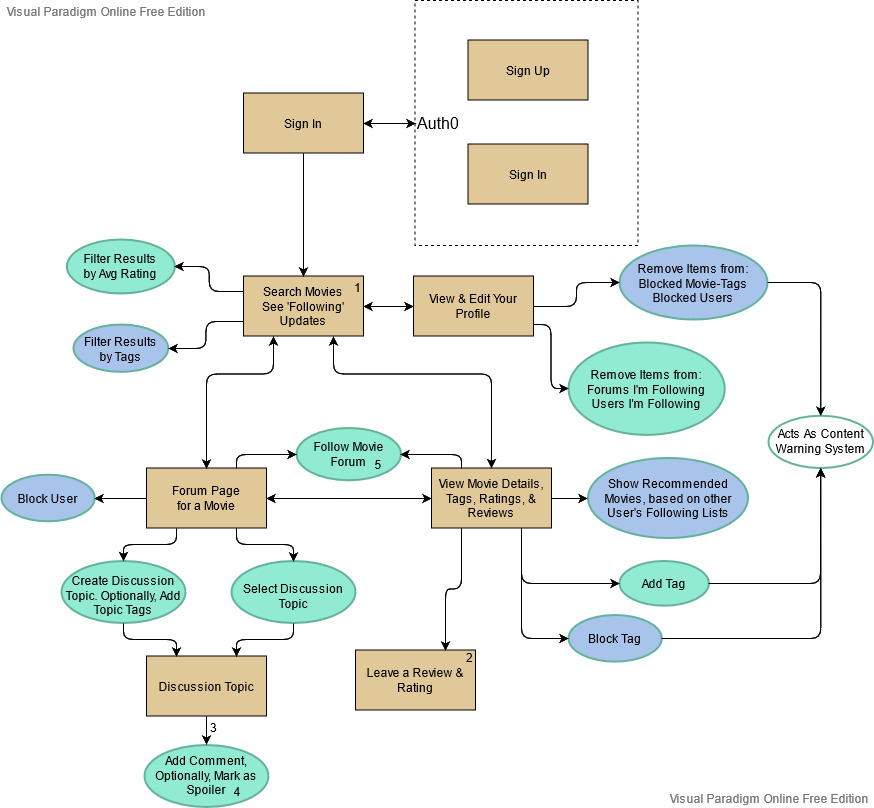 Visual Paradigm Online Free Edition
Sign Up
Sign In
Auth0
Sign In
Filter Results
by Avg Rating
Search Movies
See 'Following'
Updates
1
View & Edit Your
Profile
Remove Items from:
Blocked Movie-Tags
Blocked Users
Filter Results
by Tags
Remove Items from:
Forums I'm Following
Users I'm Following
Acts As Content
Warning System
Follow Movie
Forum
5
Block User
Forum Page
for a Movie
View Movie Details,
Tags, Ratings, &
Reviews
Show Recommended
Movies, based on other
User's Following Lists
Create Discussion
Topic. Optionally, Add
Topic Tags
Select Discussion
Topic
Add Tag
Block Tag
Discussion Topic
Leave a Review &
Rating
2
3
Add Comment,
Optionally, Mark as
Spoiler
4
Visual Paradigm Online Free Edition